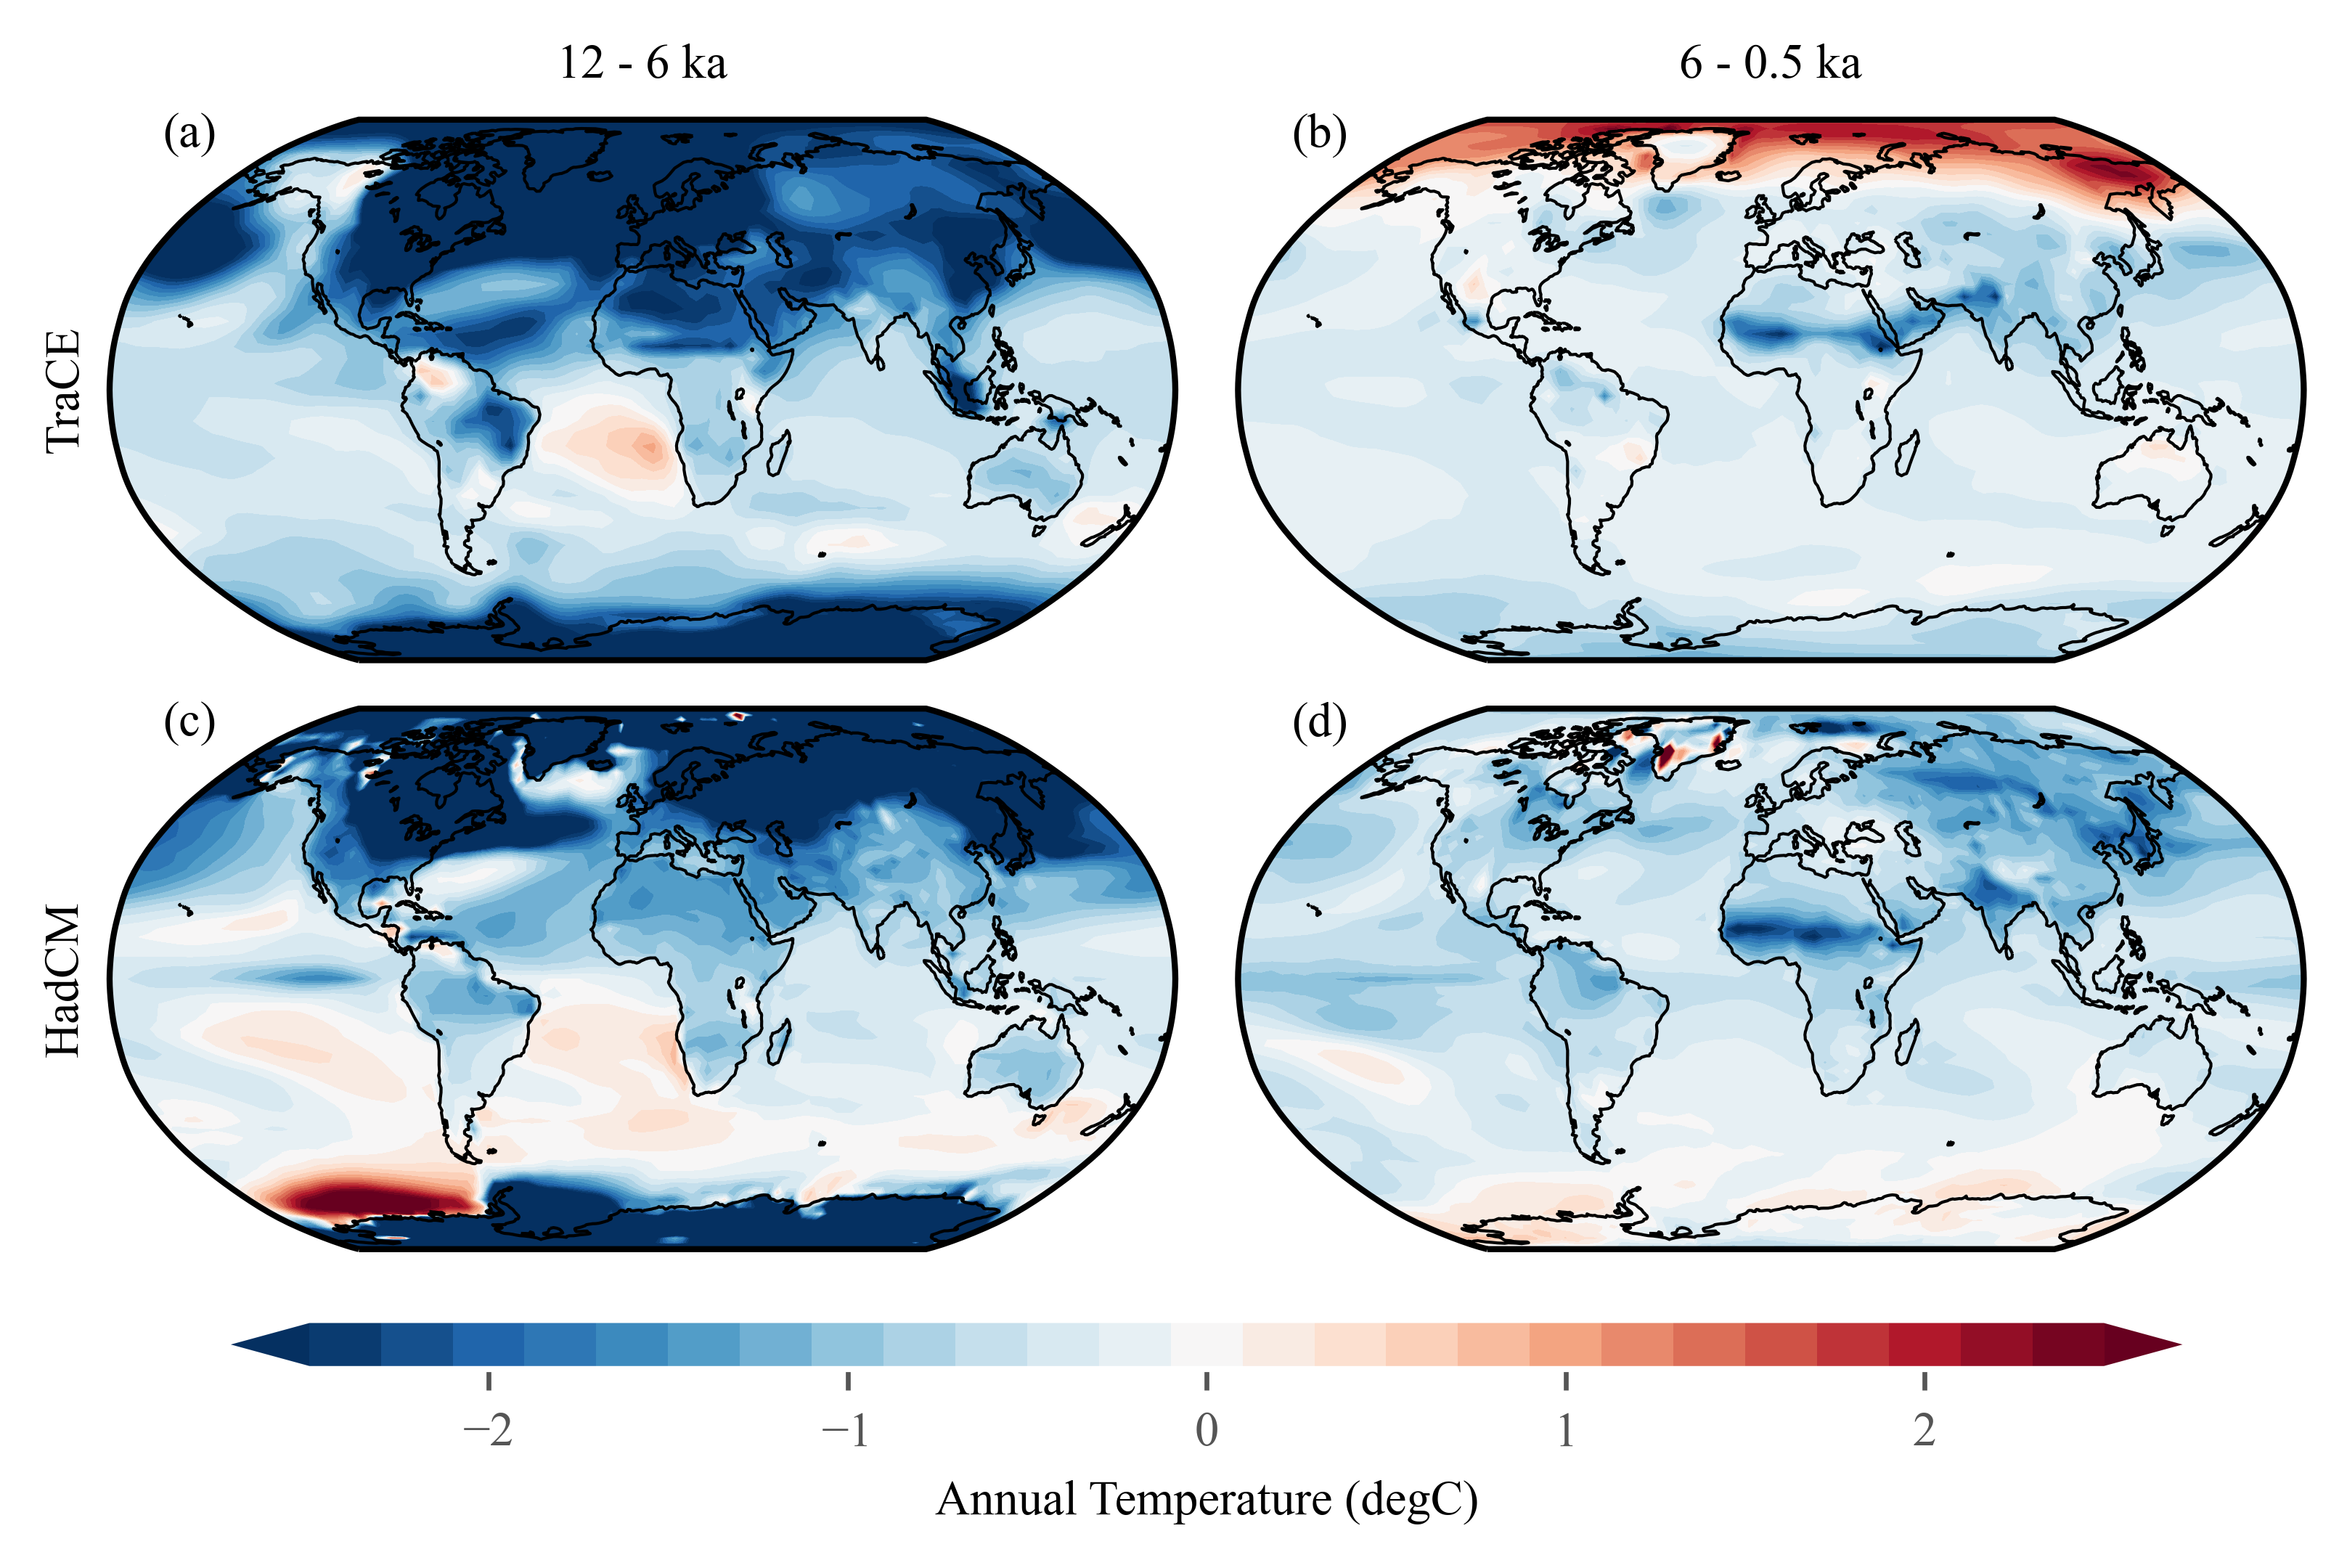 12 - 6 ka
6 - 0.5 ka
(a)
(b)
TraCE
(c)
(d)
HadCM
−2
−1
0
1
2
Annual Temperature (degC)